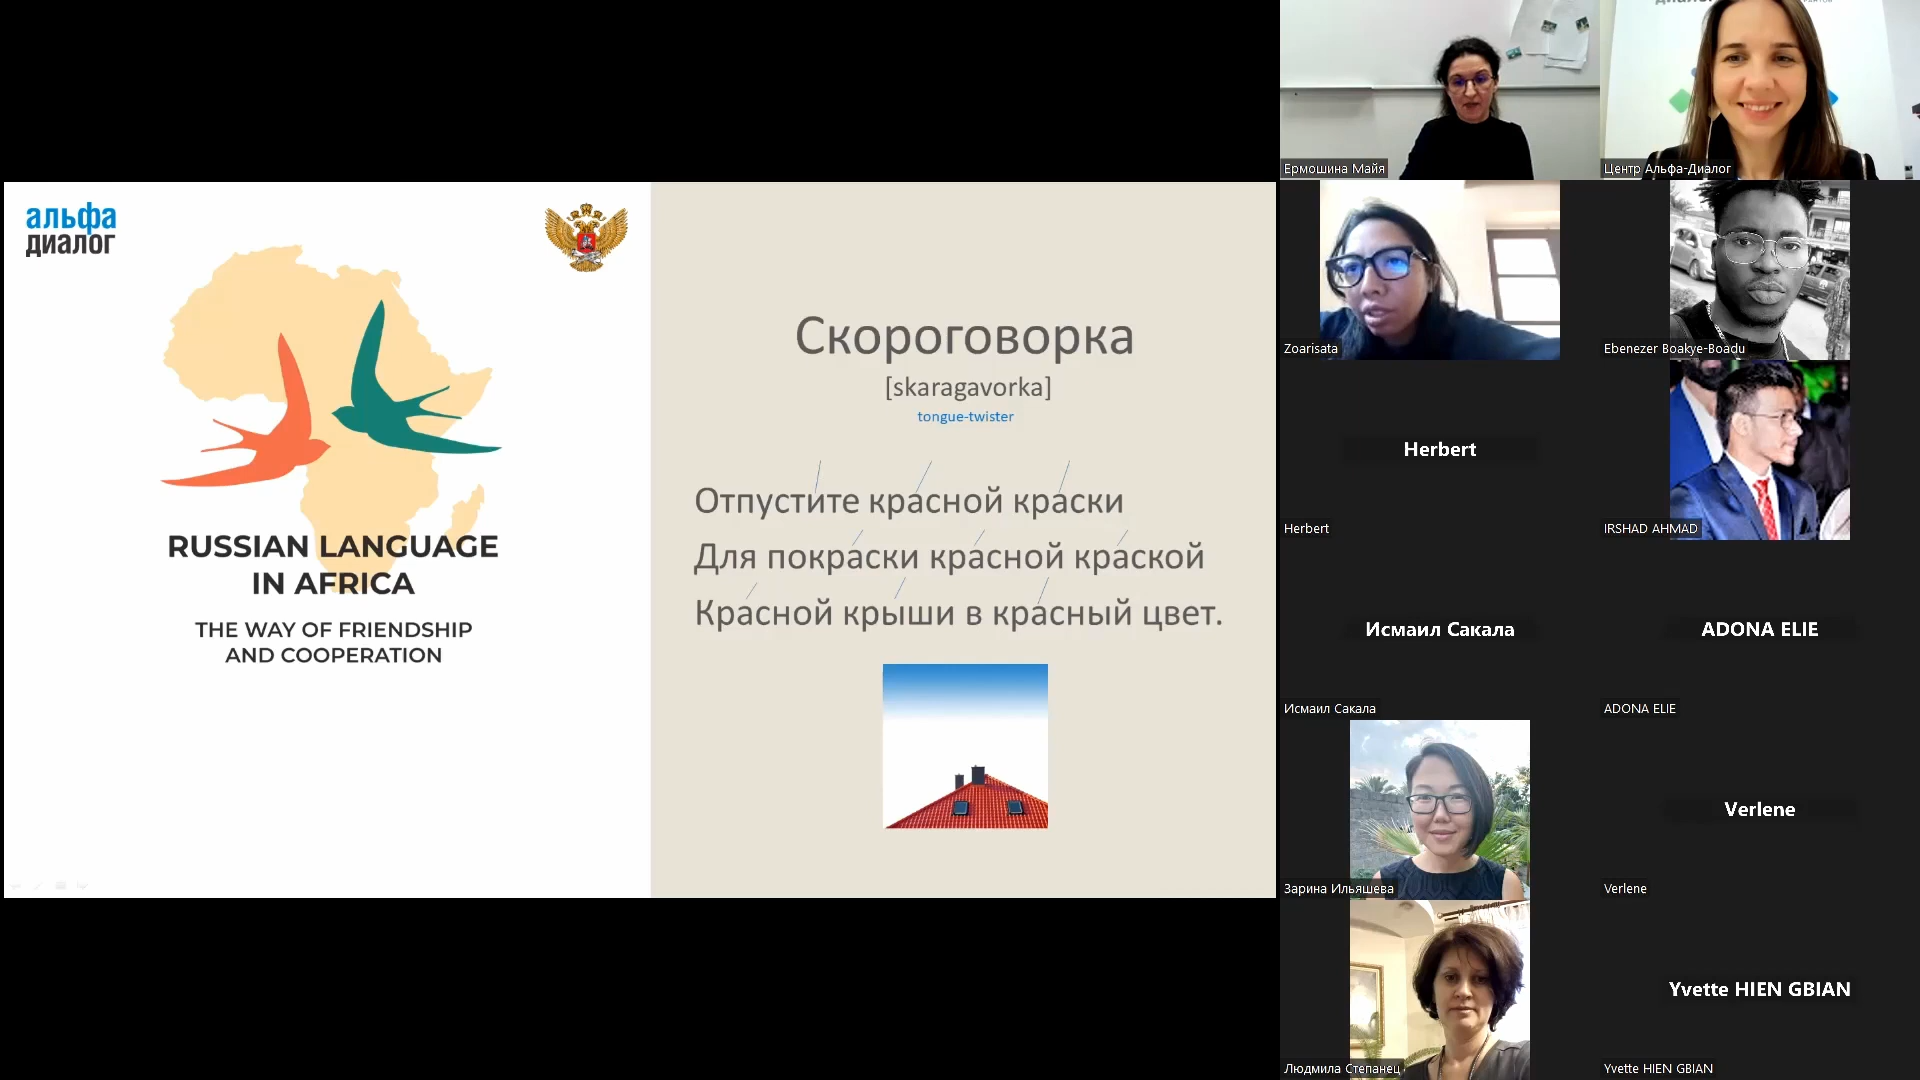 альфа
диалог
RUSSIAN LANGUAGE
IN AFRICA
THE WAY OF FRIENDSHIP
AND COOPERATION
Скороговорка
[skaragavorka]
tongue-twister
Отпустите красной краски
Для покраски красной краской
Красной крыши в красный цвет.
Ермошина Майя
Центр Альфа-Диалог
Zoarisata
Ebenezer Boakye-Boadu
Herbert
Herbert
IRSHAD AHMAD
Исмаил Сакала
ADONA ELIE
Исмаил Сакала
ADONA ELIE
Verlene
Зарина Ильяшева
Verlene
Yvette HIEN GBIAN
Людмила Степанец
Yvette HIEN GBIAN